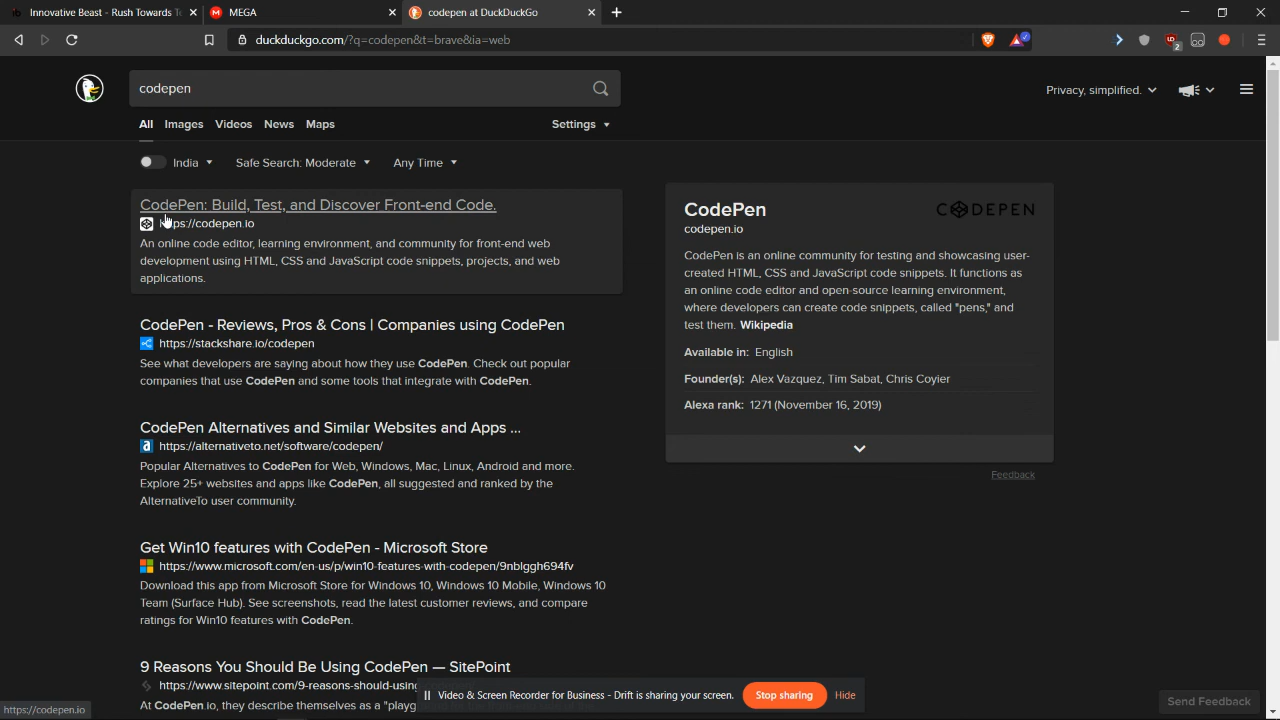 Innovative Beast - Rush Towards T
MEGA
codepen at DuckDuckGo
duckduckgo.com/?q=codepen&t=brave&ia=web
2
codepen
Privacy, simplified.
All Images Videos News Maps Settings
India Safe Search: Moderate Any Time
CodePen: Build, Test, and Discover Front-end Code.
https://codepen.io
An online code editor, learning environment, and community for front-end web
development using HTML, CSS and JavaScript code snippets, projects, and web
applications.
CodePen - Reviews, Pros & Cons | Companies using CodePen
https://stackshare.io/codepen
See what developers are saying about how they use CodePen. Check out popular
companies that use CodePen and some tools that integrate with CodePen.
CodePen Alternatives and Similar Websites and Apps ...
https://alternativeto.net/software/codepen/
Popular Alternatives to CodePen for Web, Windows, Mac, Linux, Android and more.
Explore 25+ websites and apps like CodePen, all suggested and ranked by the
AlternativeTo user community.
Get Win10 features with CodePen - Microsoft Store
https://www.microsoft.com/en-us/p/win10-features-with-codepen/9nblggh694fv
Download this app from Microsoft Store for Windows 10, Windows 10 Mobile, Windows 10
Team (Surface Hub). See screenshots, read the latest customer reviews, and compare
ratings for Win10 features with CodePen.
9 Reasons You Should Be Using CodePen — SitePoint
https://www.sitepoint.com/9-reasons-should-using
At CodePen.io, they describe themselves as a "playg
CodePen
CODEPEN
codepen.io
CodePen is an online community for testing and showcasing user-
created HTML, CSS and JavaScript code snippets. It functions as
an online code editor and open-source learning environment,
where developers can create code snippets, called "pens," and
test them. Wikipedia
Available in: English
Founder(s): Alex Vazquez, Tim Sabat, Chris Coyier
Alexa rank: 1271 (November 16, 2019)
Feedback
Video & Screen Recorder for Business - Drift is sharing your screen. Stop sharing Hide
https://codepen.io
Send Feedback